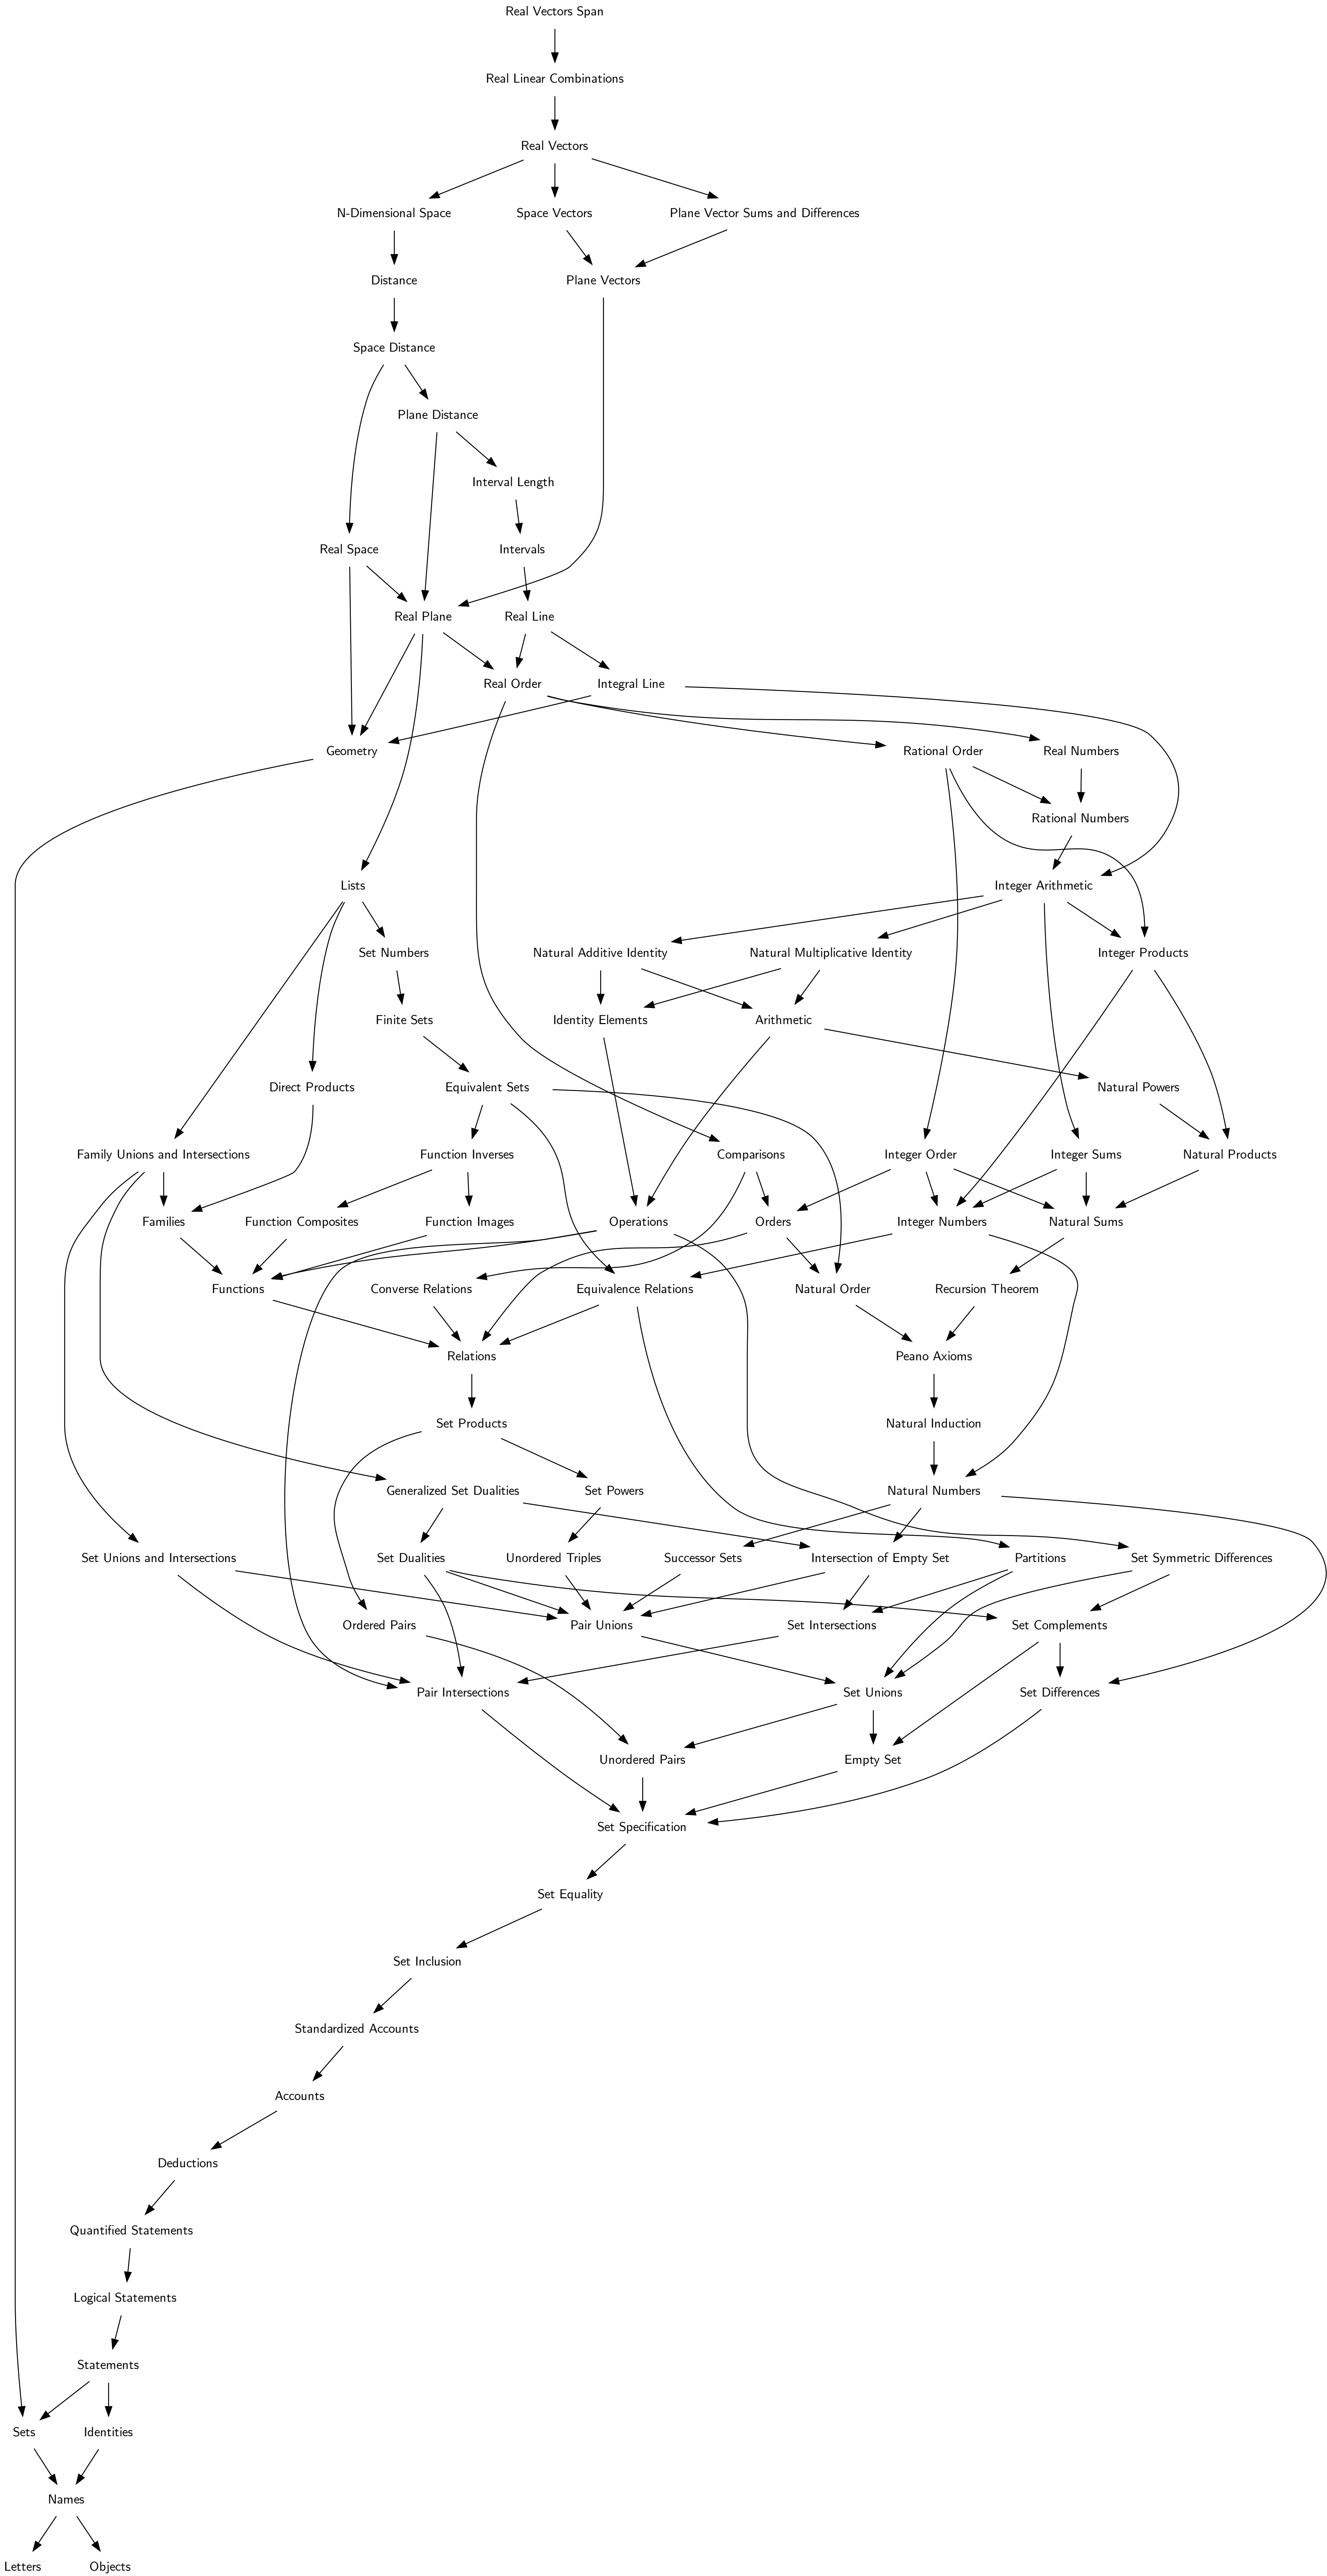 Real Vectors Span
Real Linear Combinations
Real Vectors
N-Dimensional Space
Space Vectors
Plane Vector Sums and Differences
Distance
Plane Vectors
Space Distance
Plane Distance
Interval Length
Real Space
Intervals
Real Plane
Real Line
Real Order
Integral Line
Geometry
Rational Order
Real Numbers
Rational Numbers
Lists
Integer Arithmetic
Set Numbers
Natural Additive Identity
Natural Multiplicative Identity
Integer Products
Finite Sets
Identity Elements
Arithmetic
Direct Products
Equivalent Sets
Natural Powers
Family Unions and Intersections
Function Inverses
Comparisons
Integer Order
Integer Sums
Natural Products
Families
Function Composites
Function Images
Operations
Orders
Integer Numbers
Natural Sums
Functions
Converse Relations
Equivalence Relations
Natural Order
Recursion Theorem
Relations
Peano Axioms
Set Products
Natural Induction
Generalized Set Dualities
Set Powers
Natural Numbers
Set Unions and Intersections
Set Dualities
Unordered Triples
Successor Sets
Intersection of Empty Set
Partitions
Set Symmetric Differences
Ordered Pairs
Pair Unions
Set Intersections
Set Complements
Pair Intersections
Set Unions
Set Differences
Unordered Pairs
Empty Set
Set Specification
Set Equality
Set Inclusion
Standardized Accounts
Accounts
Deductions
Quantified Statements
Logical Statements
Statements
Sets
Identities
Names
Letters
Objects